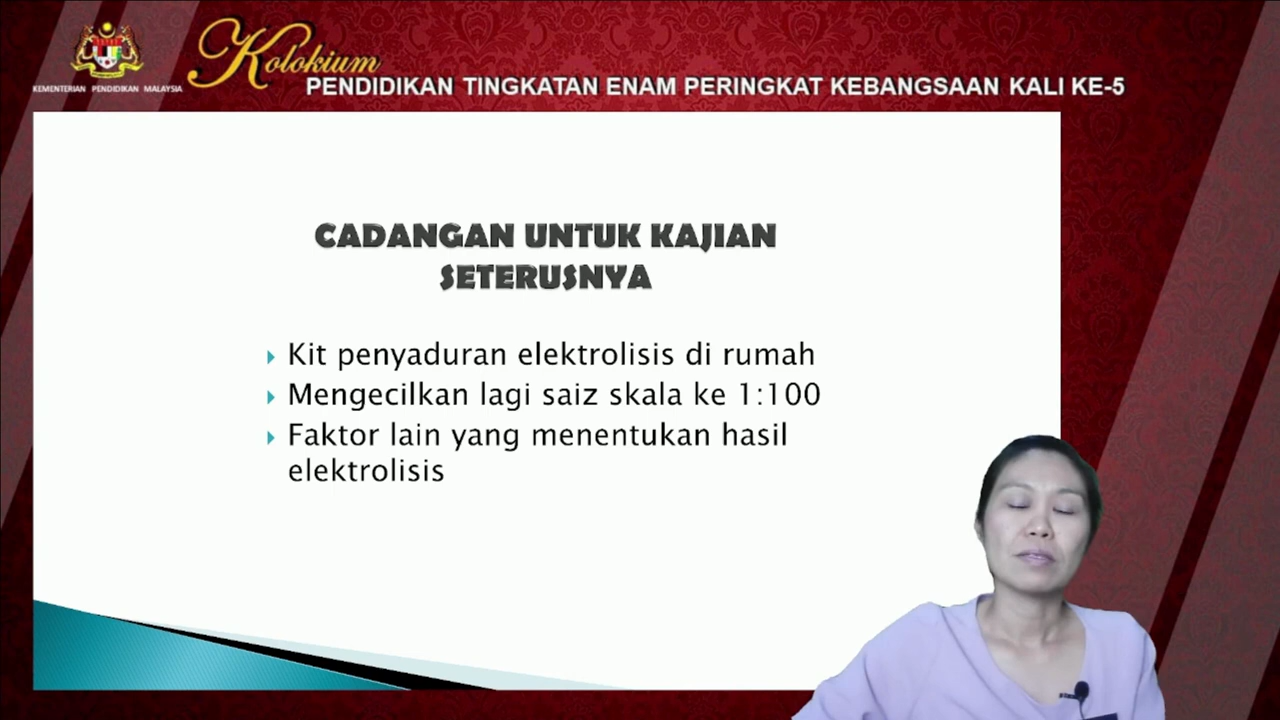 Kolokium
KEMENTERIAN PENDIDIKAN MALAYSIA
PENDIDIKAN TINGKATAN ENAM PERINGKAT KEBANGSAAN KALI KE-5
CADANGAN UNTUK KAJIAN
SETERUSNYA
Kit penyaduran elektrolisis di rumah
Mengecilkan lagi saiz skala ke 1:100
Faktor lain yang menentukan hasil
elektrolisis